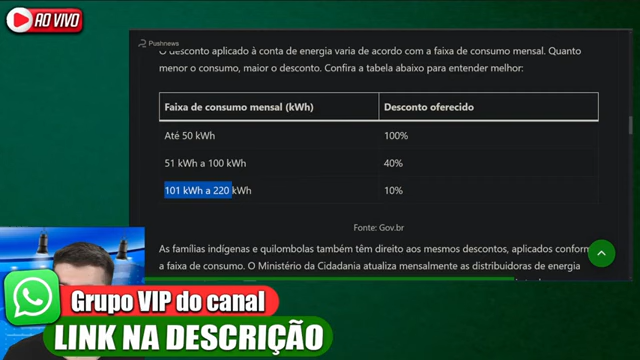 AO VIVO
Pushnews
O desconto aplicado à conta de energia varia de acordo com a faixa de consumo mensal. Quanto
menor o consumo, maior o desconto. Confira a tabela abaixo para entender melhor:
Faixa de consumo mensal (kWh) Desconto oferecido
Até 50 kWh 100%
51 kWh a 100 kWh 40%
101 kWh a 220 kWh 10%
Fonte: Gov.br
As famílias indígenas e quilombolas também têm direito aos mesmos descontos, aplicados conform
a faixa de consumo. O Ministério da Cidadania atualiza mensalmente as distribuidoras de energia
Grupo VIP do canal
LINK NA DESCRIÇÃO